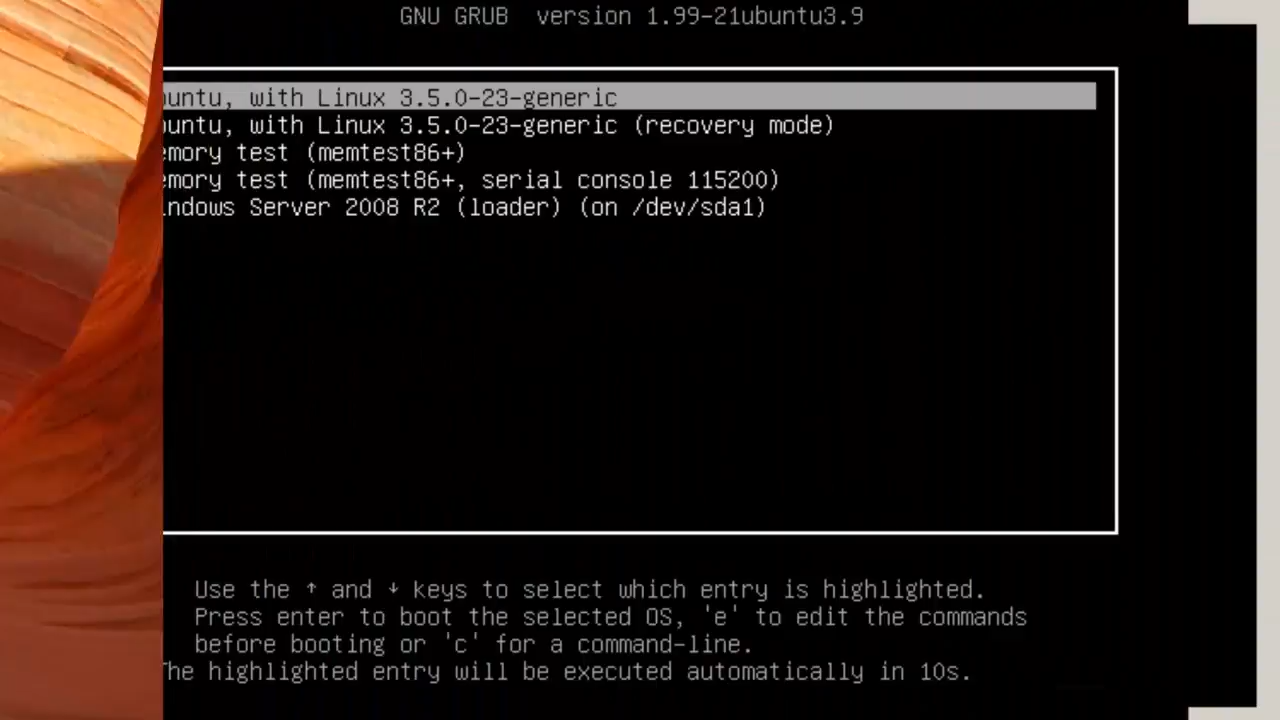 GNU GRUB version 1.99-21ubuntu3.9
untu, with Linux 3.5.0-23-generic
untu, with Linux 3.5.0-23-generic (recovery mode)
emory test (memtest86+)
emory test (memtest86+, serial console 115200)
ndows Server 2008 R2 (loader) (on /dev/sda1)
Use the ↑ and ↓ keys to select which entry is highlighted.
Press enter to boot the selected OS, 'e' to edit the commands
before booting or 'c' for a command-line.
The highlighted entry will be executed automatically in 10s.